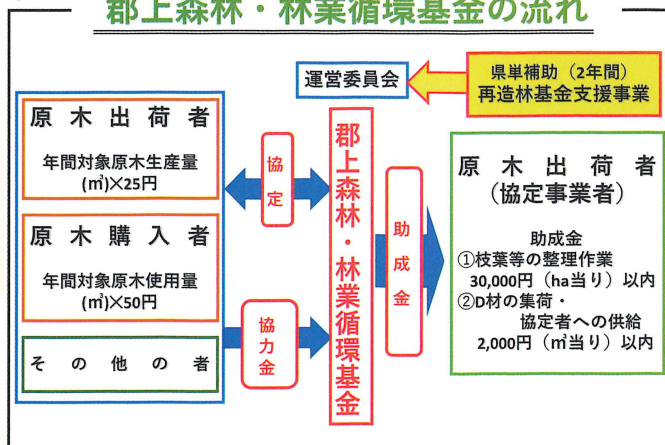 郡上森林・林業循環基金の流れ
運営委員会
県単補助（2年間）
再造林基金支援事業
原木出荷者
年間対象原木生産量
(㎥)×25円
原木購入者
年間対象原木使用量
(㎥)×50円
その他の者
協定
協力金
郡上森林・林業循環基金
助成金
原木出荷者
(協定事業者)
助成金
①枝葉等の整理作業
30,000円（ha当り）以内
②D材の集荷・
協定者への供給
2,000円（㎥当り）以内